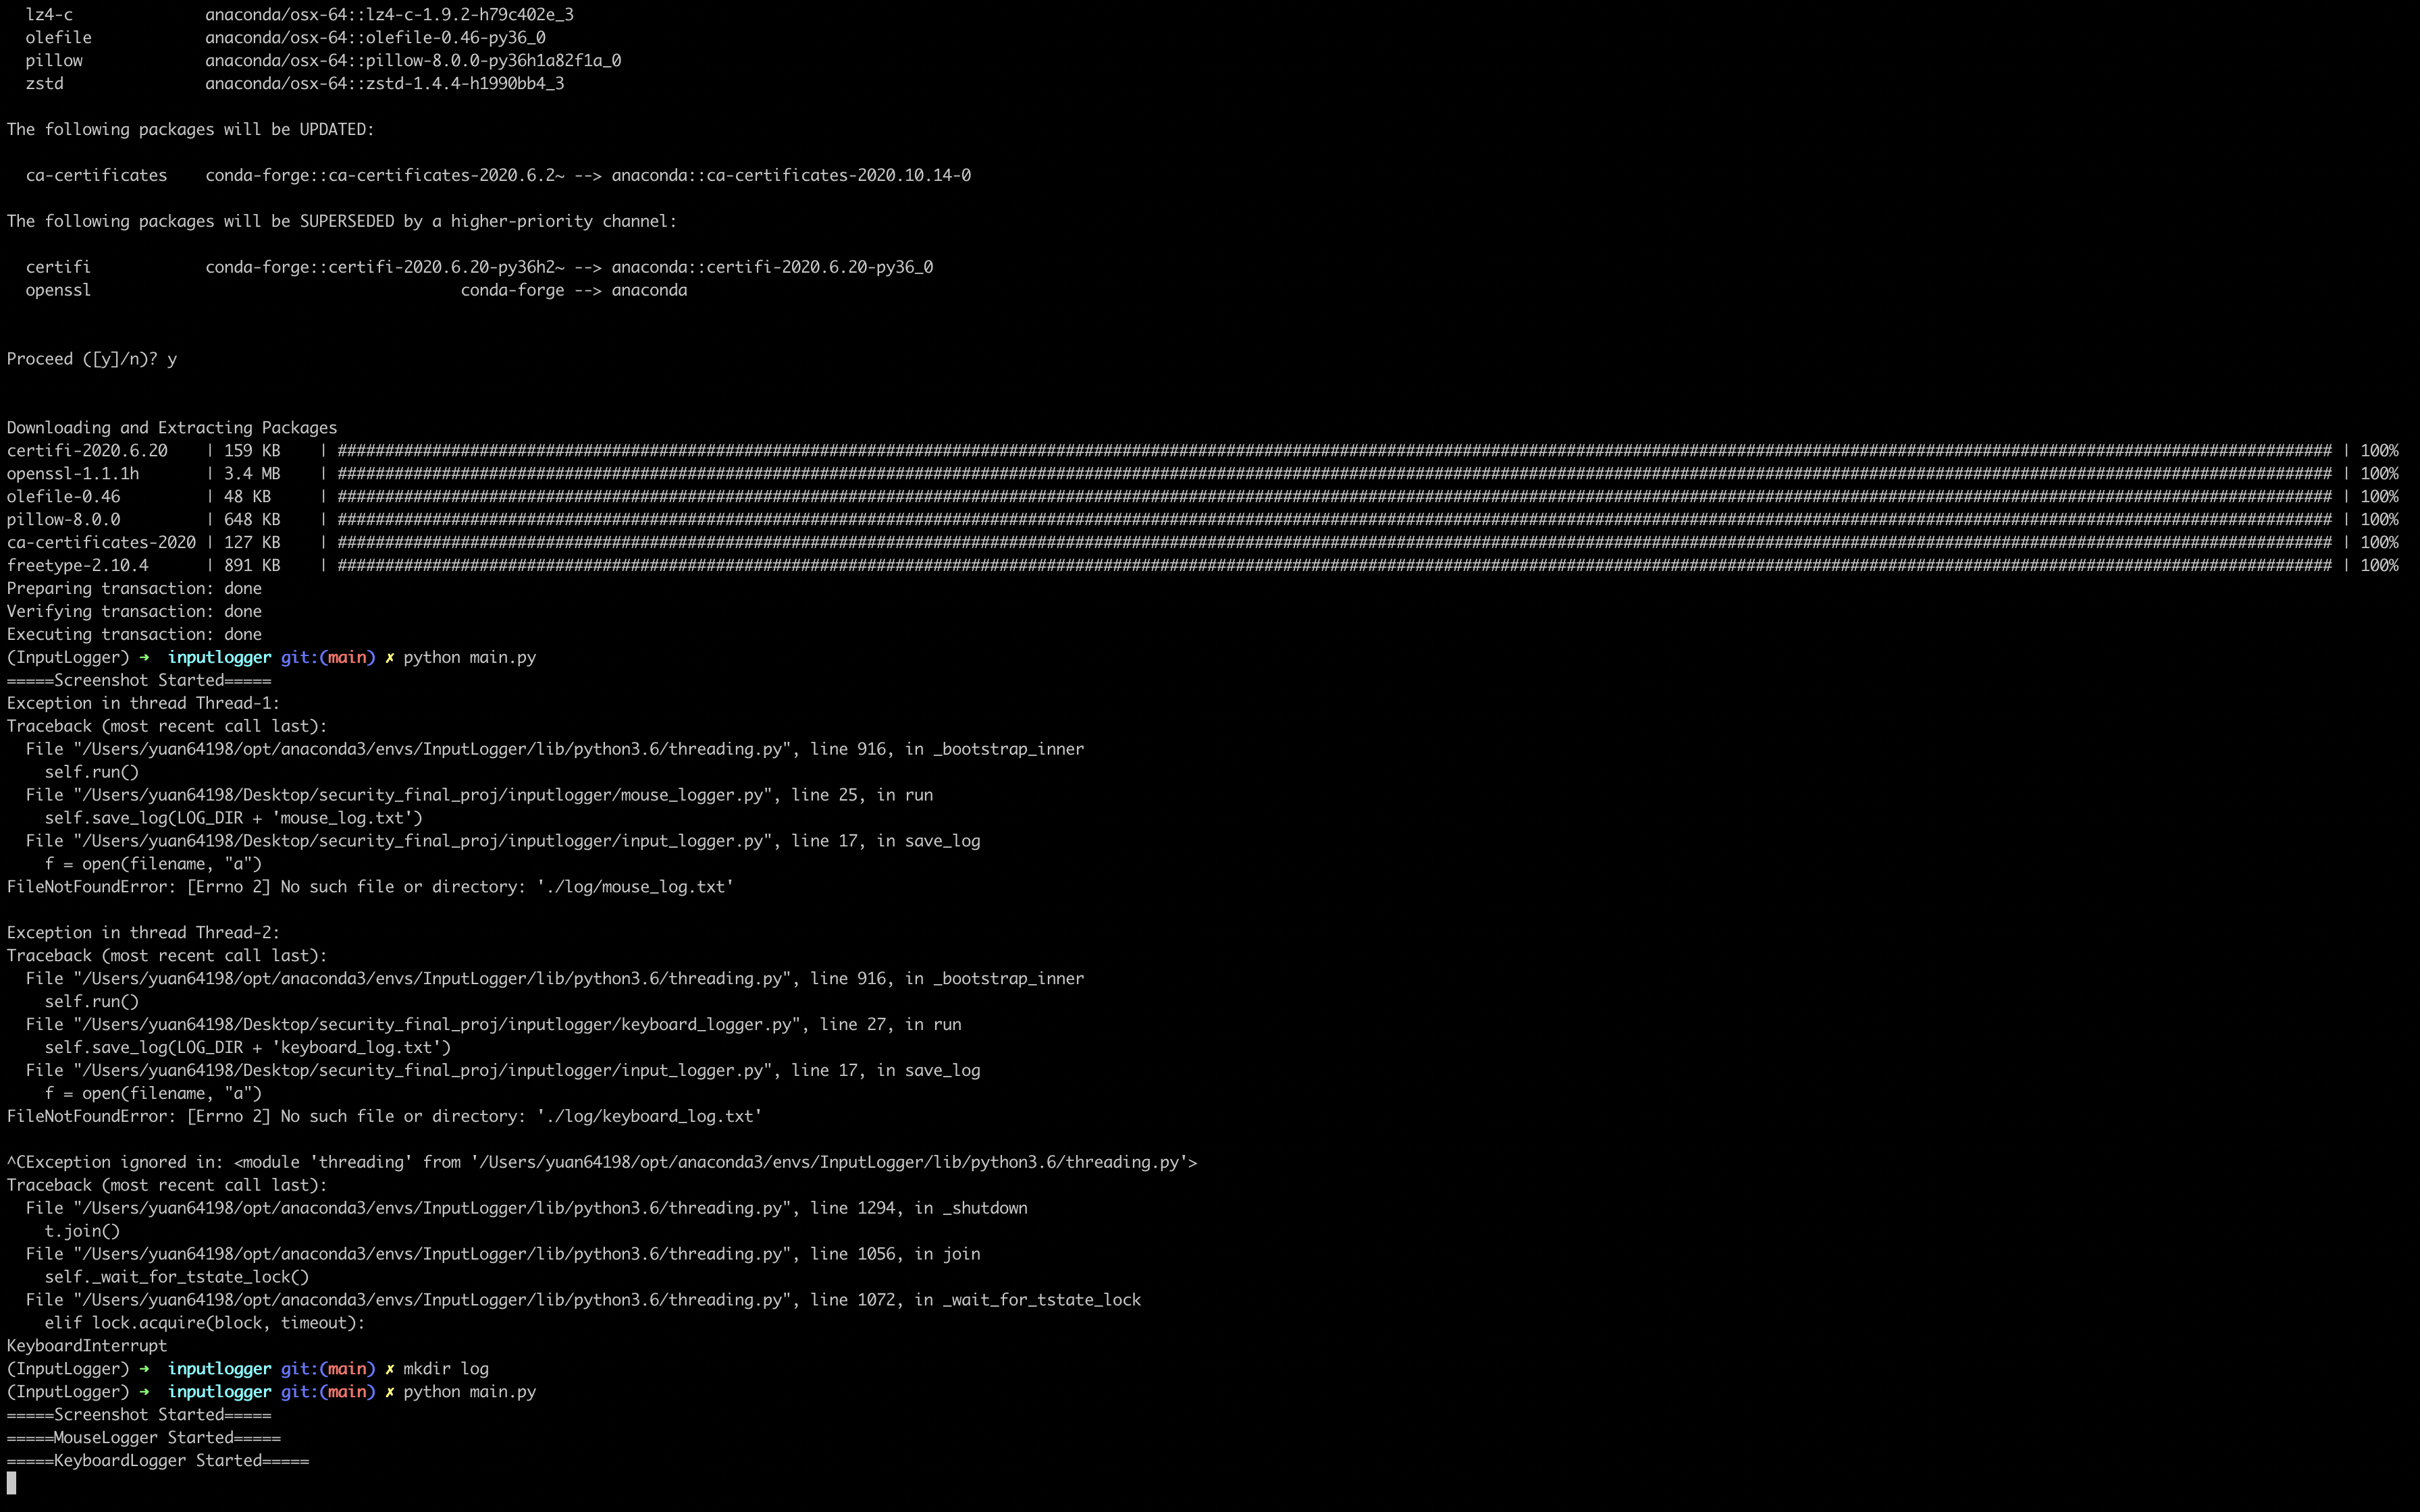 lz4-c              anaconda/osx-64::lz4-c-1.9.2-h79c402e_3
olefile            anaconda/osx-64::olefile-0.46-py36_0
pillow             anaconda/osx-64::pillow-8.0.0-py36h1a82f1a_0
zstd               anaconda/osx-64::zstd-1.4.4-h1990bb4_3
The following packages will be UPDATED:
ca-certificates    conda-forge::ca-certificates-2020.6.2~ --> anaconda::ca-certificates-2020.10.14-0
The following packages will be SUPERSEDED by a higher-priority channel:
certifi            conda-forge::certifi-2020.6.20-py36h2~ --> anaconda::certifi-2020.6.20-py36_0
openssl                                       conda-forge --> anaconda
Proceed ([y]/n)? y
Downloading and Extracting Packages
certifi-2020.6.20    | 159 KB    | ################################################## | 100%
openssl-1.1.1h       | 3.4 MB    | ################################################## | 100%
olefile-0.46         | 48 KB     | ################################################## | 100%
pillow-8.0.0         | 648 KB    | ################################################## | 100%
ca-certificates-2020 | 127 KB    | ################################################## | 100%
freetype-2.10.4      | 891 KB    | ################################################## | 100%
Preparing transaction: done
Verifying transaction: done
Executing transaction: done
(InputLogger) ➜  inputlogger git:(main) ✗ python main.py
=====Screenshot Started=====
Exception in thread Thread-1:
Traceback (most recent call last):
  File "/Users/yuan64198/opt/anaconda3/envs/InputLogger/lib/python3.6/threading.py", line 916, in _bootstrap_inner
    self.run()
  File "/Users/yuan64198/Desktop/security_final_proj/inputlogger/mouse_logger.py", line 25, in run
    self.save_log(LOG_DIR + 'mouse_log.txt')
  File "/Users/yuan64198/Desktop/security_final_proj/inputlogger/input_logger.py", line 17, in save_log
    f = open(filename, "a")
FileNotFoundError: [Errno 2] No such file or directory: './log/mouse_log.txt'
Exception in thread Thread-2:
Traceback (most recent call last):
  File "/Users/yuan64198/opt/anaconda3/envs/InputLogger/lib/python3.6/threading.py", line 916, in _bootstrap_inner
    self.run()
  File "/Users/yuan64198/Desktop/security_final_proj/inputlogger/keyboard_logger.py", line 27, in run
    self.save_log(LOG_DIR + 'keyboard_log.txt')
  File "/Users/yuan64198/Desktop/security_final_proj/inputlogger/input_logger.py", line 17, in save_log
    f = open(filename, "a")
FileNotFoundError: [Errno 2] No such file or directory: './log/keyboard_log.txt'
^CException ignored in: <module 'threading' from '/Users/yuan64198/opt/anaconda3/envs/InputLogger/lib/python3.6/threading.py'>
Traceback (most recent call last):
  File "/Users/yuan64198/opt/anaconda3/envs/InputLogger/lib/python3.6/threading.py", line 1294, in _shutdown
    t.join()
  File "/Users/yuan64198/opt/anaconda3/envs/InputLogger/lib/python3.6/threading.py", line 1056, in join
    self._wait_for_tstate_lock()
  File "/Users/yuan64198/opt/anaconda3/envs/InputLogger/lib/python3.6/threading.py", line 1072, in _wait_for_tstate_lock
    elif lock.acquire(block, timeout):
KeyboardInterrupt
(InputLogger) ➜  inputlogger git:(main) ✗ mkdir log
(InputLogger) ➜  inputlogger git:(main) ✗ python main.py
=====Screenshot Started=====
=====MouseLogger Started=====
=====KeyboardLogger Started=====